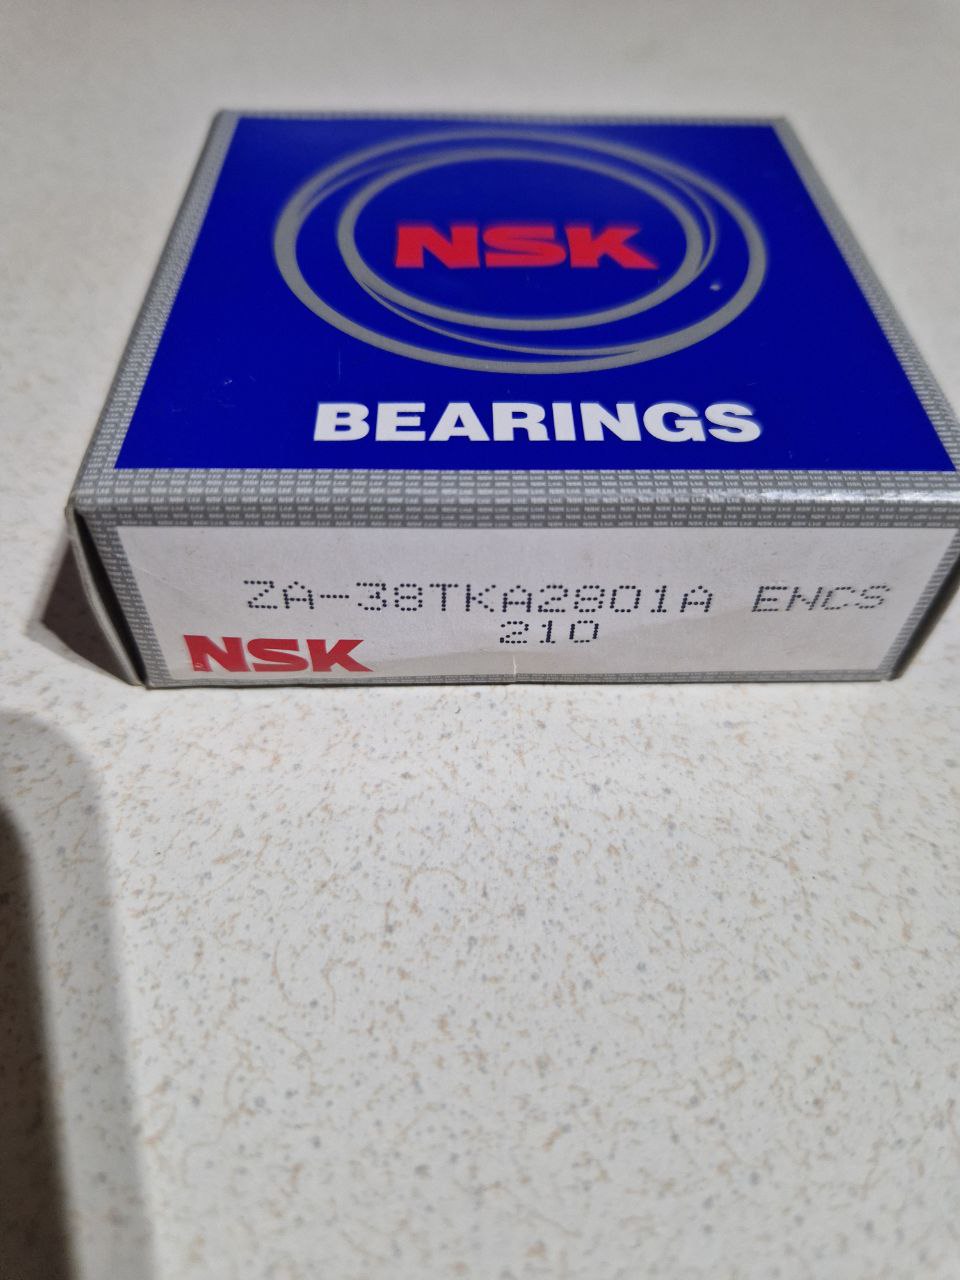 NSK
BEARINGS
ZA-38TKA2801A ENCS
210
NSK